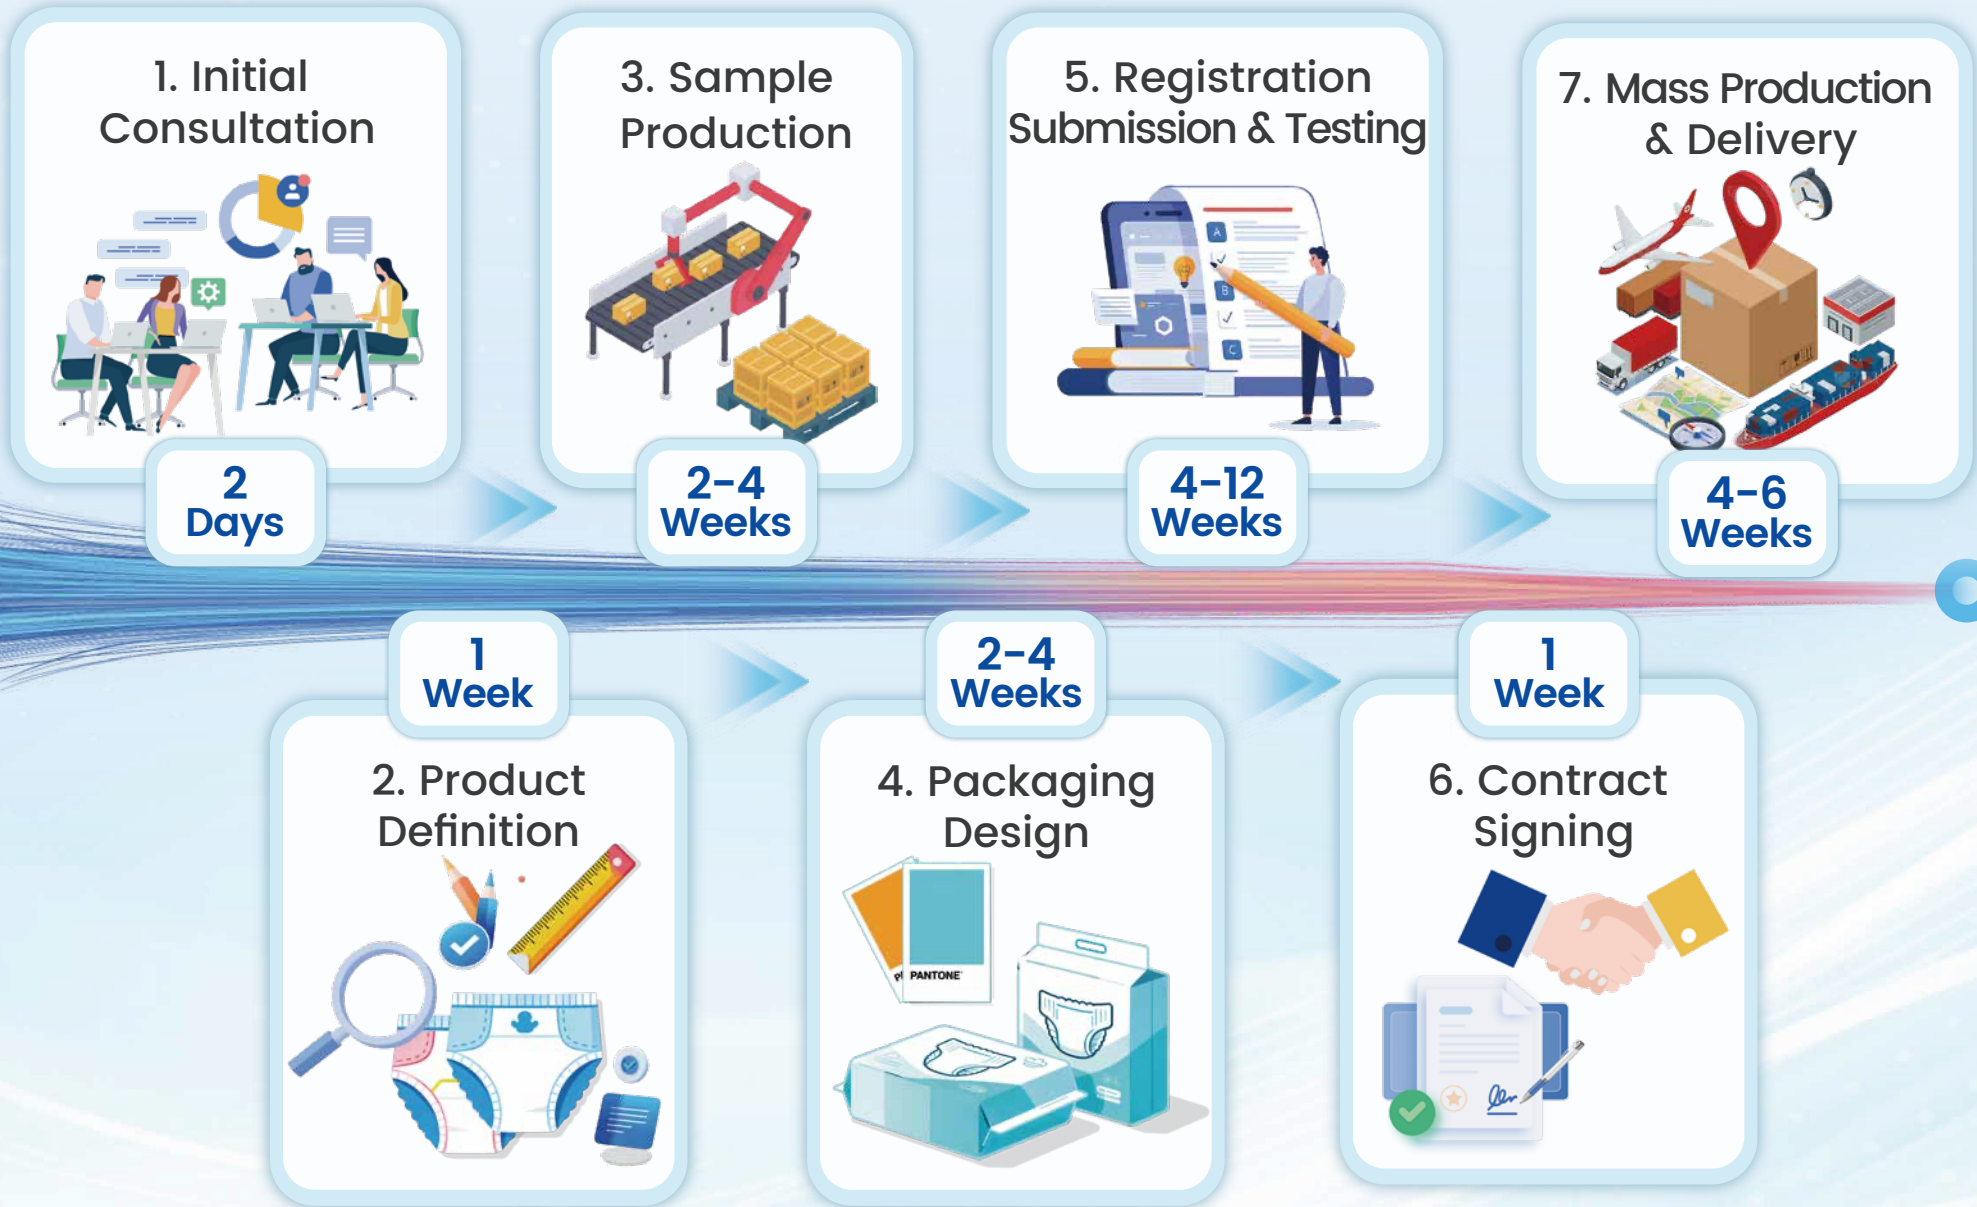 1. Initial
Consultation
2
Days
1
Week
2. Product
Definition
3. Sample
Production
2-4
Weeks
2-4
Weeks
4. Packaging
Design
PANTONE
5. Registration
Submission & Testing
A
B
C
4-12
Weeks
1
Week
6. Contract
Signing
7. Mass Production
& Delivery
4-6
Weeks